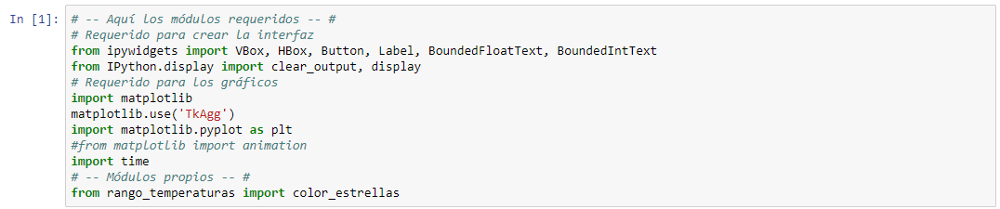 In [1]:
# -- Aquí los módulos requeridos -- #
# Requerido para crear la interfaz
from ipywidgets import VBox, HBox, Button, Label, BoundedFloatText, BoundedIntText
from IPython.display import clear_output, display
# Requerido para los gráficos
import matplotlib
matplotlib.use('TkAgg')
import matplotlib.pyplot as plt
#from matplotlib import animation
import time
# -- Módulos propios -- #
from rango_temperaturas import color_estrellas